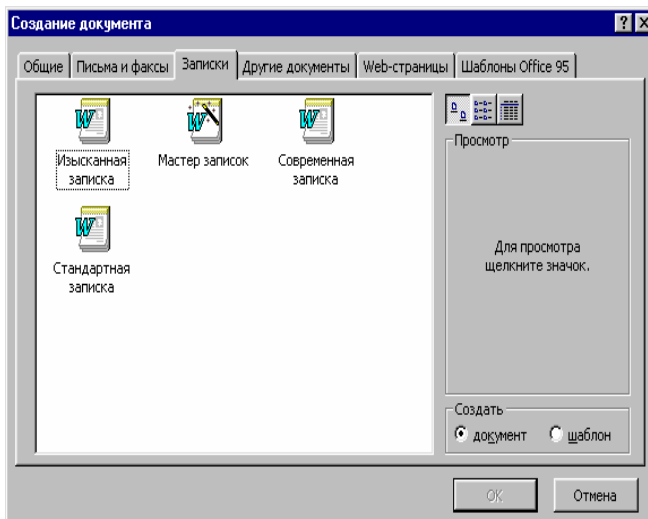 Создание документа
Общие Письма и факсы Записки Другие документы Web-страницы Шаблоны Office 95
Изысканная записка
Мастер записок
Современная записка
Стандартная записка
Просмотр
Для просмотра
щелкните значок.
Создать
документ шаблон
ОК Отмена